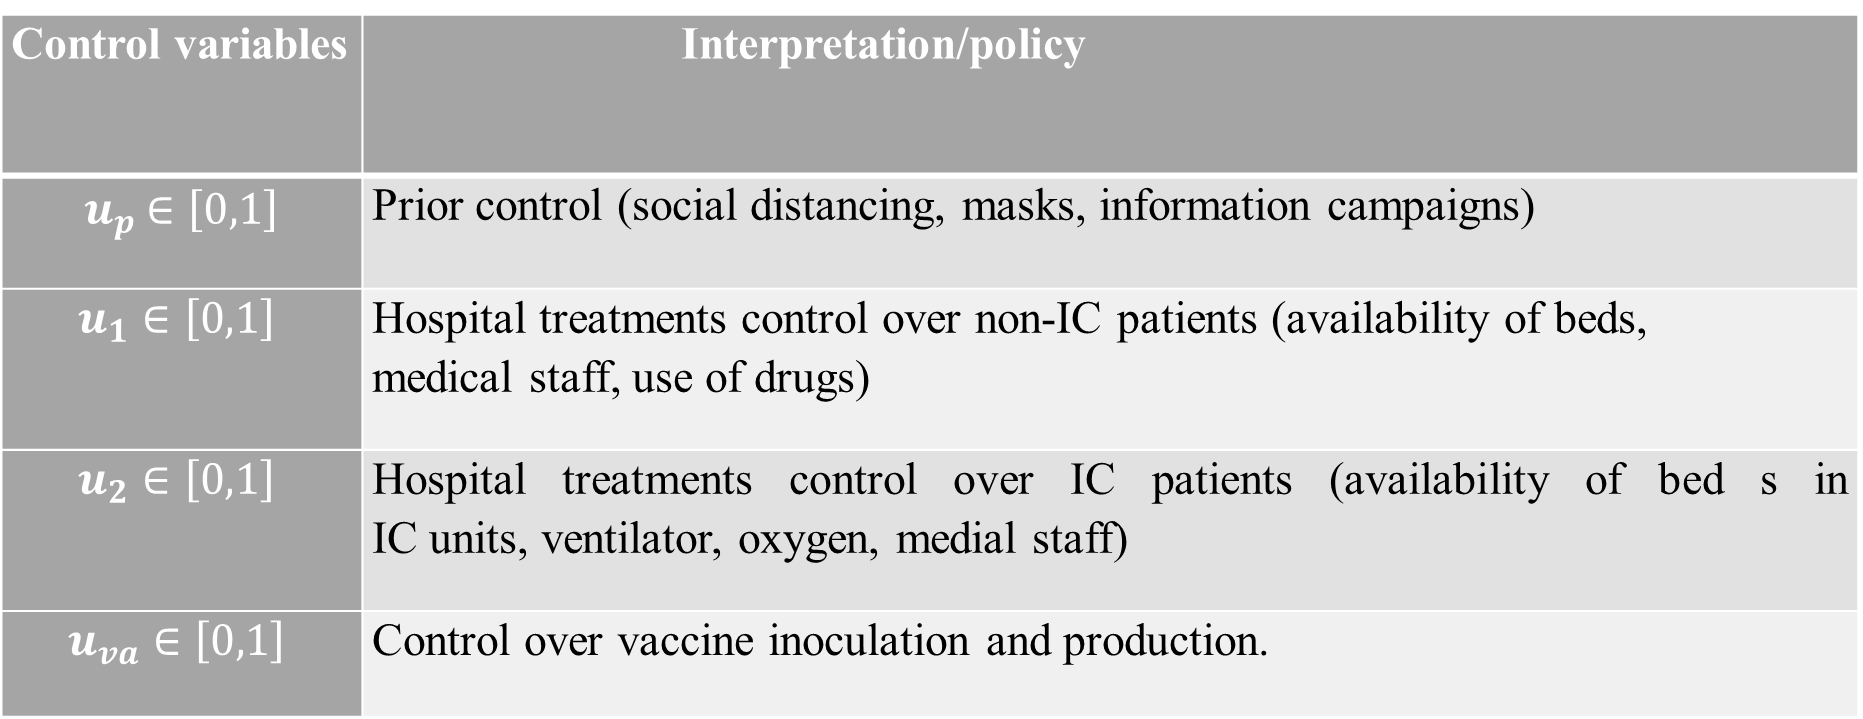 Control variables
Interpretation/policy
u_p ∈ [0,1]
Prior control (social distancing, masks, information campaigns)
u_1 ∈ [0,1]
Hospital treatments control over non-IC patients (availability of beds,
medical staff, use of drugs)
u_2 ∈ [0,1]
Hospital treatments control over IC patients (availability of bed s in
IC units, ventilator, oxygen, medial staff)
u_va ∈ [0,1]
Control over vaccine inoculation and production.